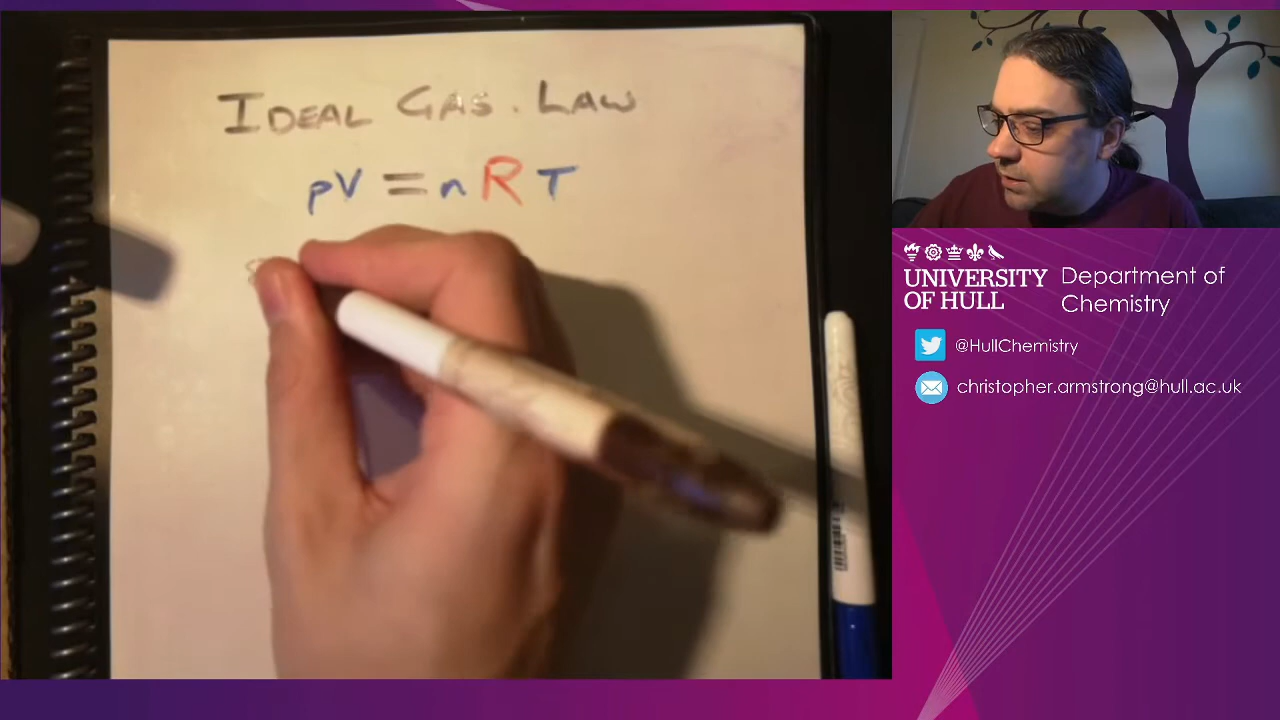 IDEAL GAS. LAW
pV = nRT
UNIVERSITY
OF HULL
Department of
Chemistry
@HullChemistry
christopher.armstrong@hull.ac.uk